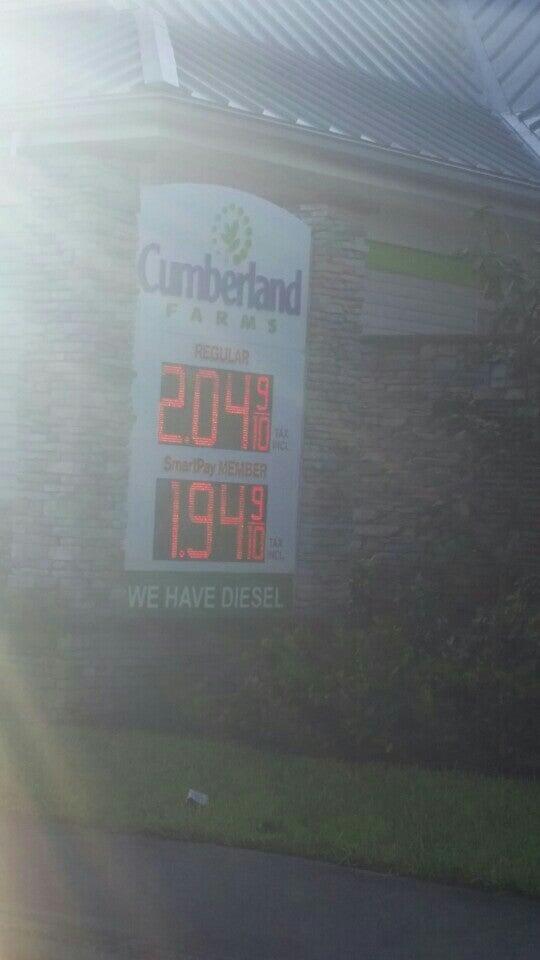 Cumberland
FARMS
REGULAR
2.04 9/10 TAX INCL.
SmartPay MEMBER
1.94 9/10 TAX INCL.
WE HAVE DIESEL